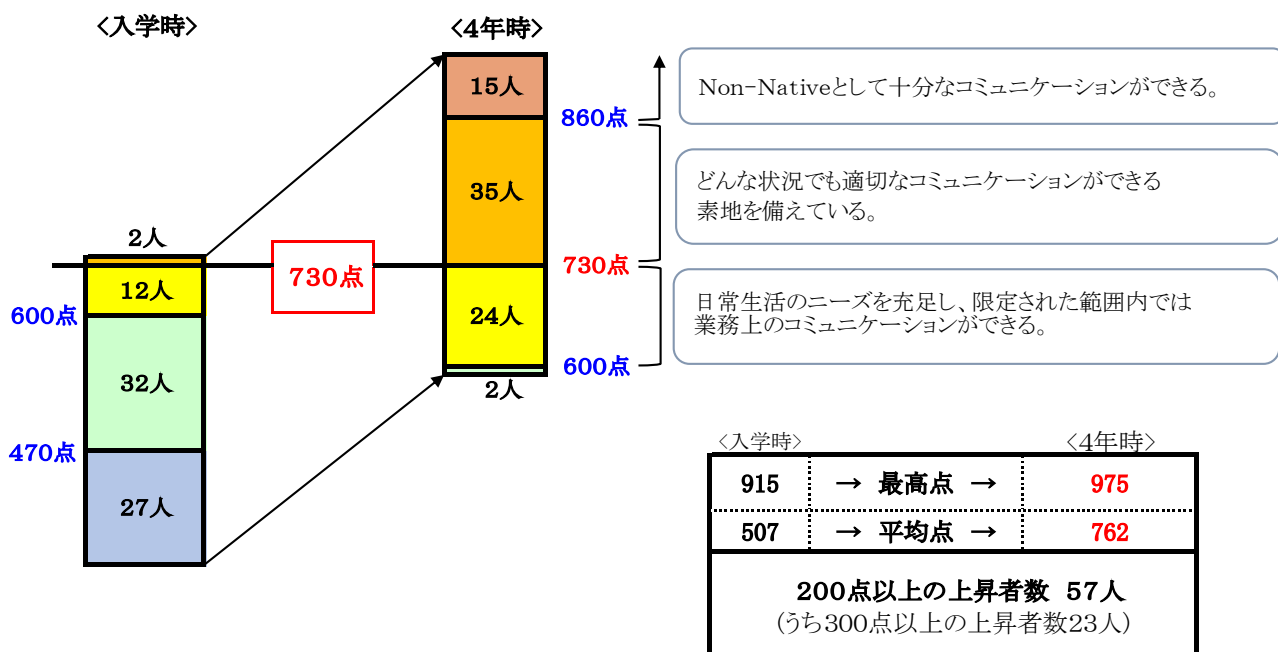 <入学時>
2人
12人
600点
32人
470点
27人
730点
<4年時>
15人
860点
35人
730点
24人
600点
2人
Non-Nativeとして十分なコミュニケーションができる。
どんな状況でも適切なコミュニケーションができる
素地を備えている。
日常生活のニーズを充足し、限定された範囲内では
業務上のコミュニケーションができる。
<入学時> <4年時>
915 → 最高点 → 975
507 → 平均点 → 762
200点以上の上昇者数 57人
(うち300点以上の上昇者数23人)